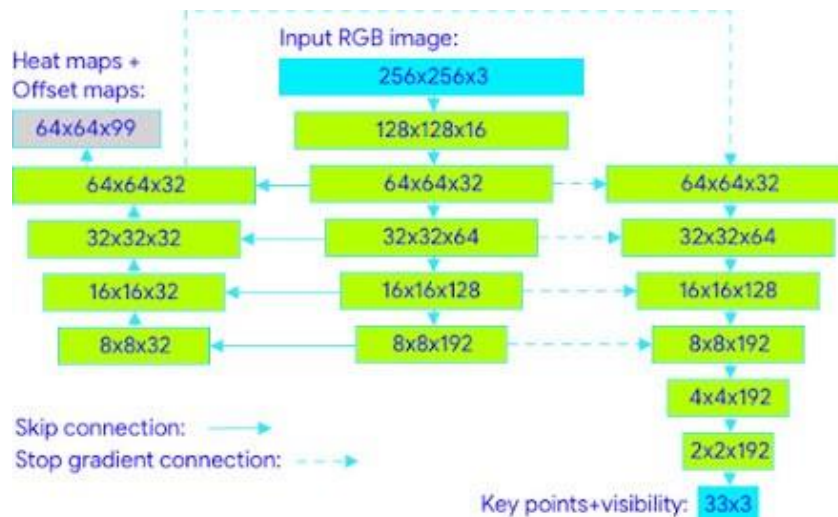 Input RGB image:
256x256x3
Heat maps +
Offset maps:
64x64x99
128x128x16
64x64x32
64x64x32
64x64x32
32x32x32
32x32x64
32x32x64
16x16x32
16x16x128
16x16x128
8x8x32
8x8x192
8x8x192
4x4x192
2x2x192
Skip connection:
Stop gradient connection:
Key points+visibility:
33x3